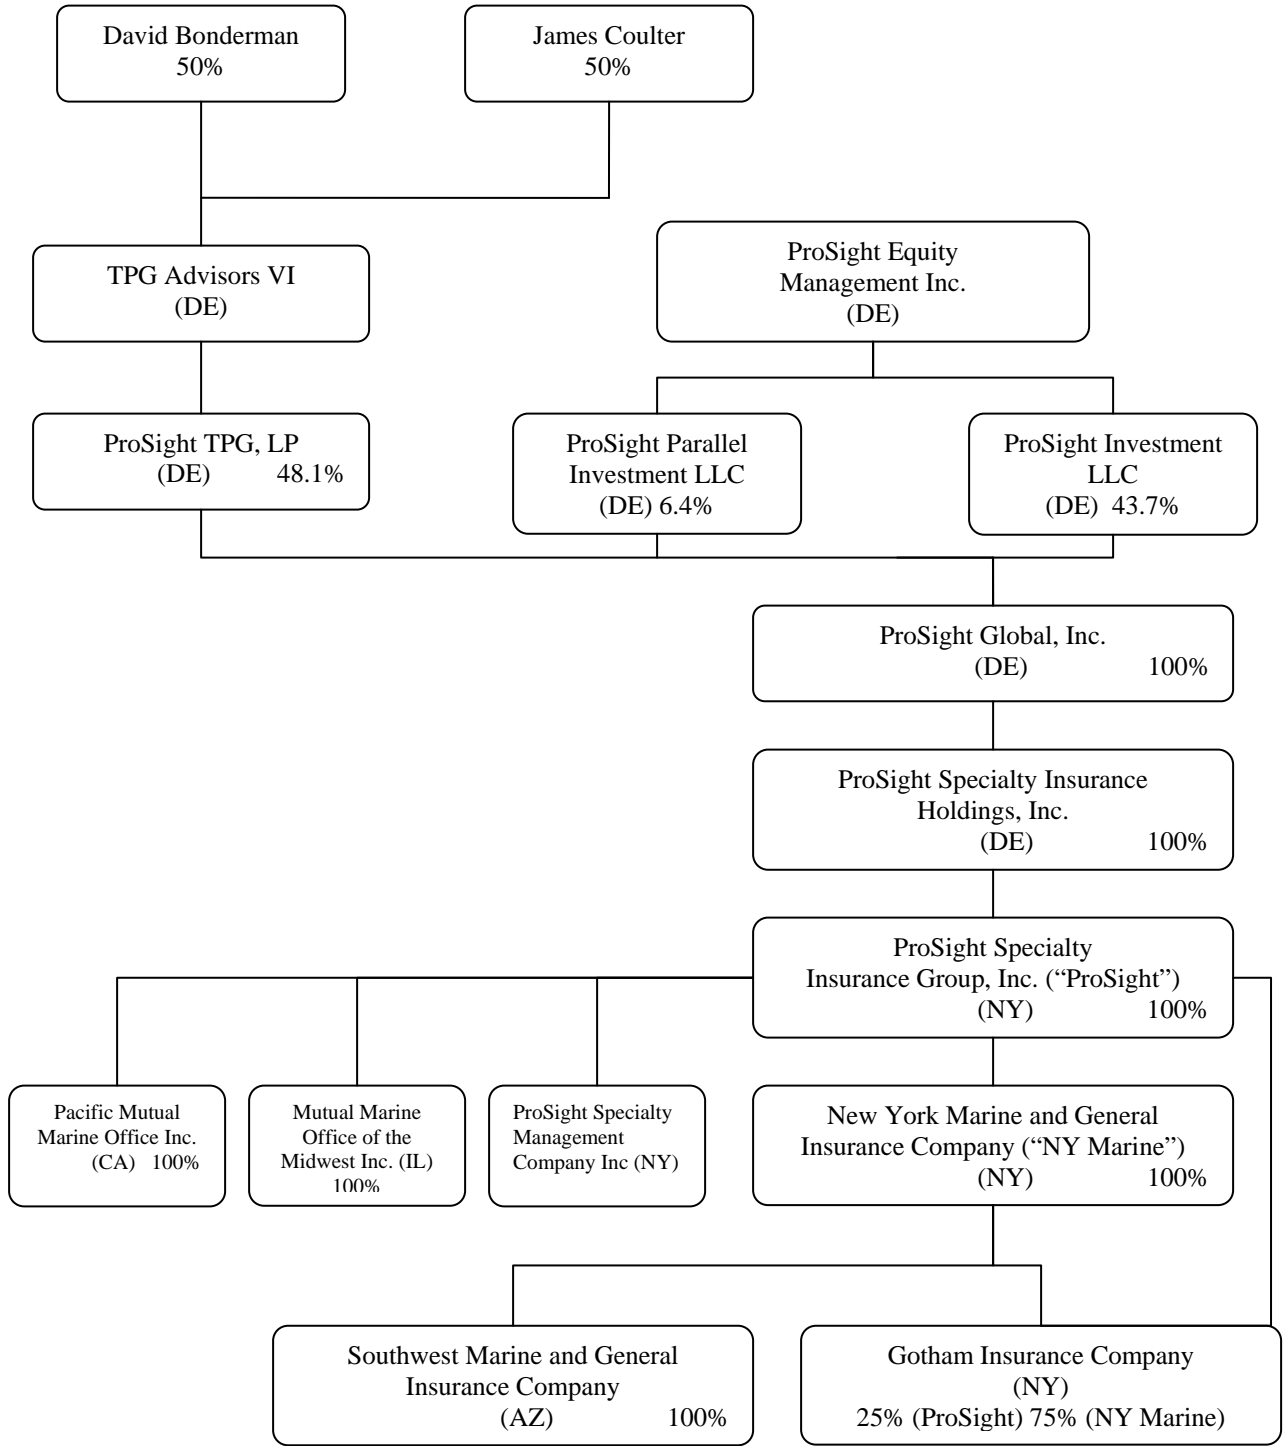 David Bonderman
50%
James Coulter
50%
TPG Advisors VI
(DE)
ProSight Equity
Management Inc.
(DE)
ProSight TPG, LP
(DE) 48.1%
ProSight Parallel
Investment LLC
(DE) 6.4%
ProSight Investment
LLC
(DE) 43.7%
ProSight Global, Inc.
(DE) 100%
ProSight Specialty Insurance
Holdings, Inc.
(DE) 100%
ProSight Specialty
Insurance Group, Inc. (“ProSight”)
(NY) 100%
Pacific Mutual
Marine Office Inc.
(CA) 100%
Mutual Marine
Office of the
Midwest Inc. (IL)
100%
ProSight Specialty
Management
Company Inc (NY)
New York Marine and General
Insurance Company (“NY Marine”)
(NY) 100%
Southwest Marine and General
Insurance Company
(AZ) 100%
Gotham Insurance Company
(NY)
25% (ProSight) 75% (NY Marine)